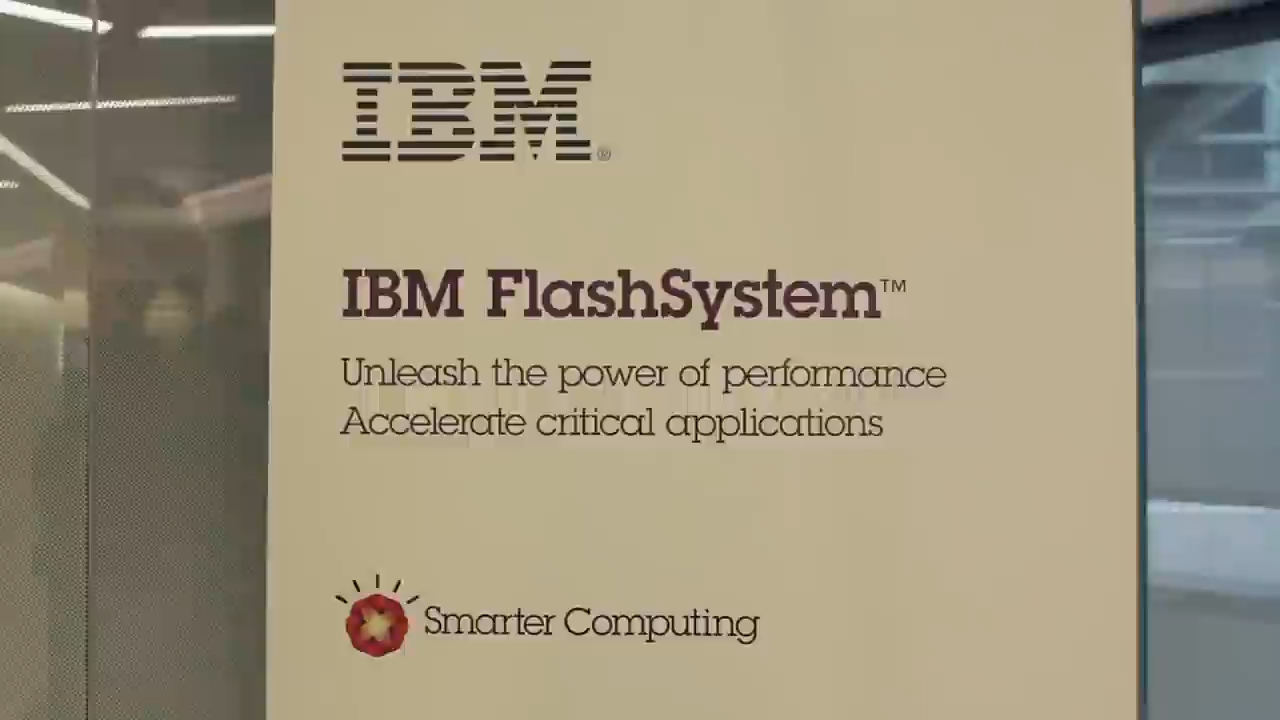 IBM®
IBM FlashSystem™
Unleash the power of performance
Accelerate critical applications
Smarter Computing